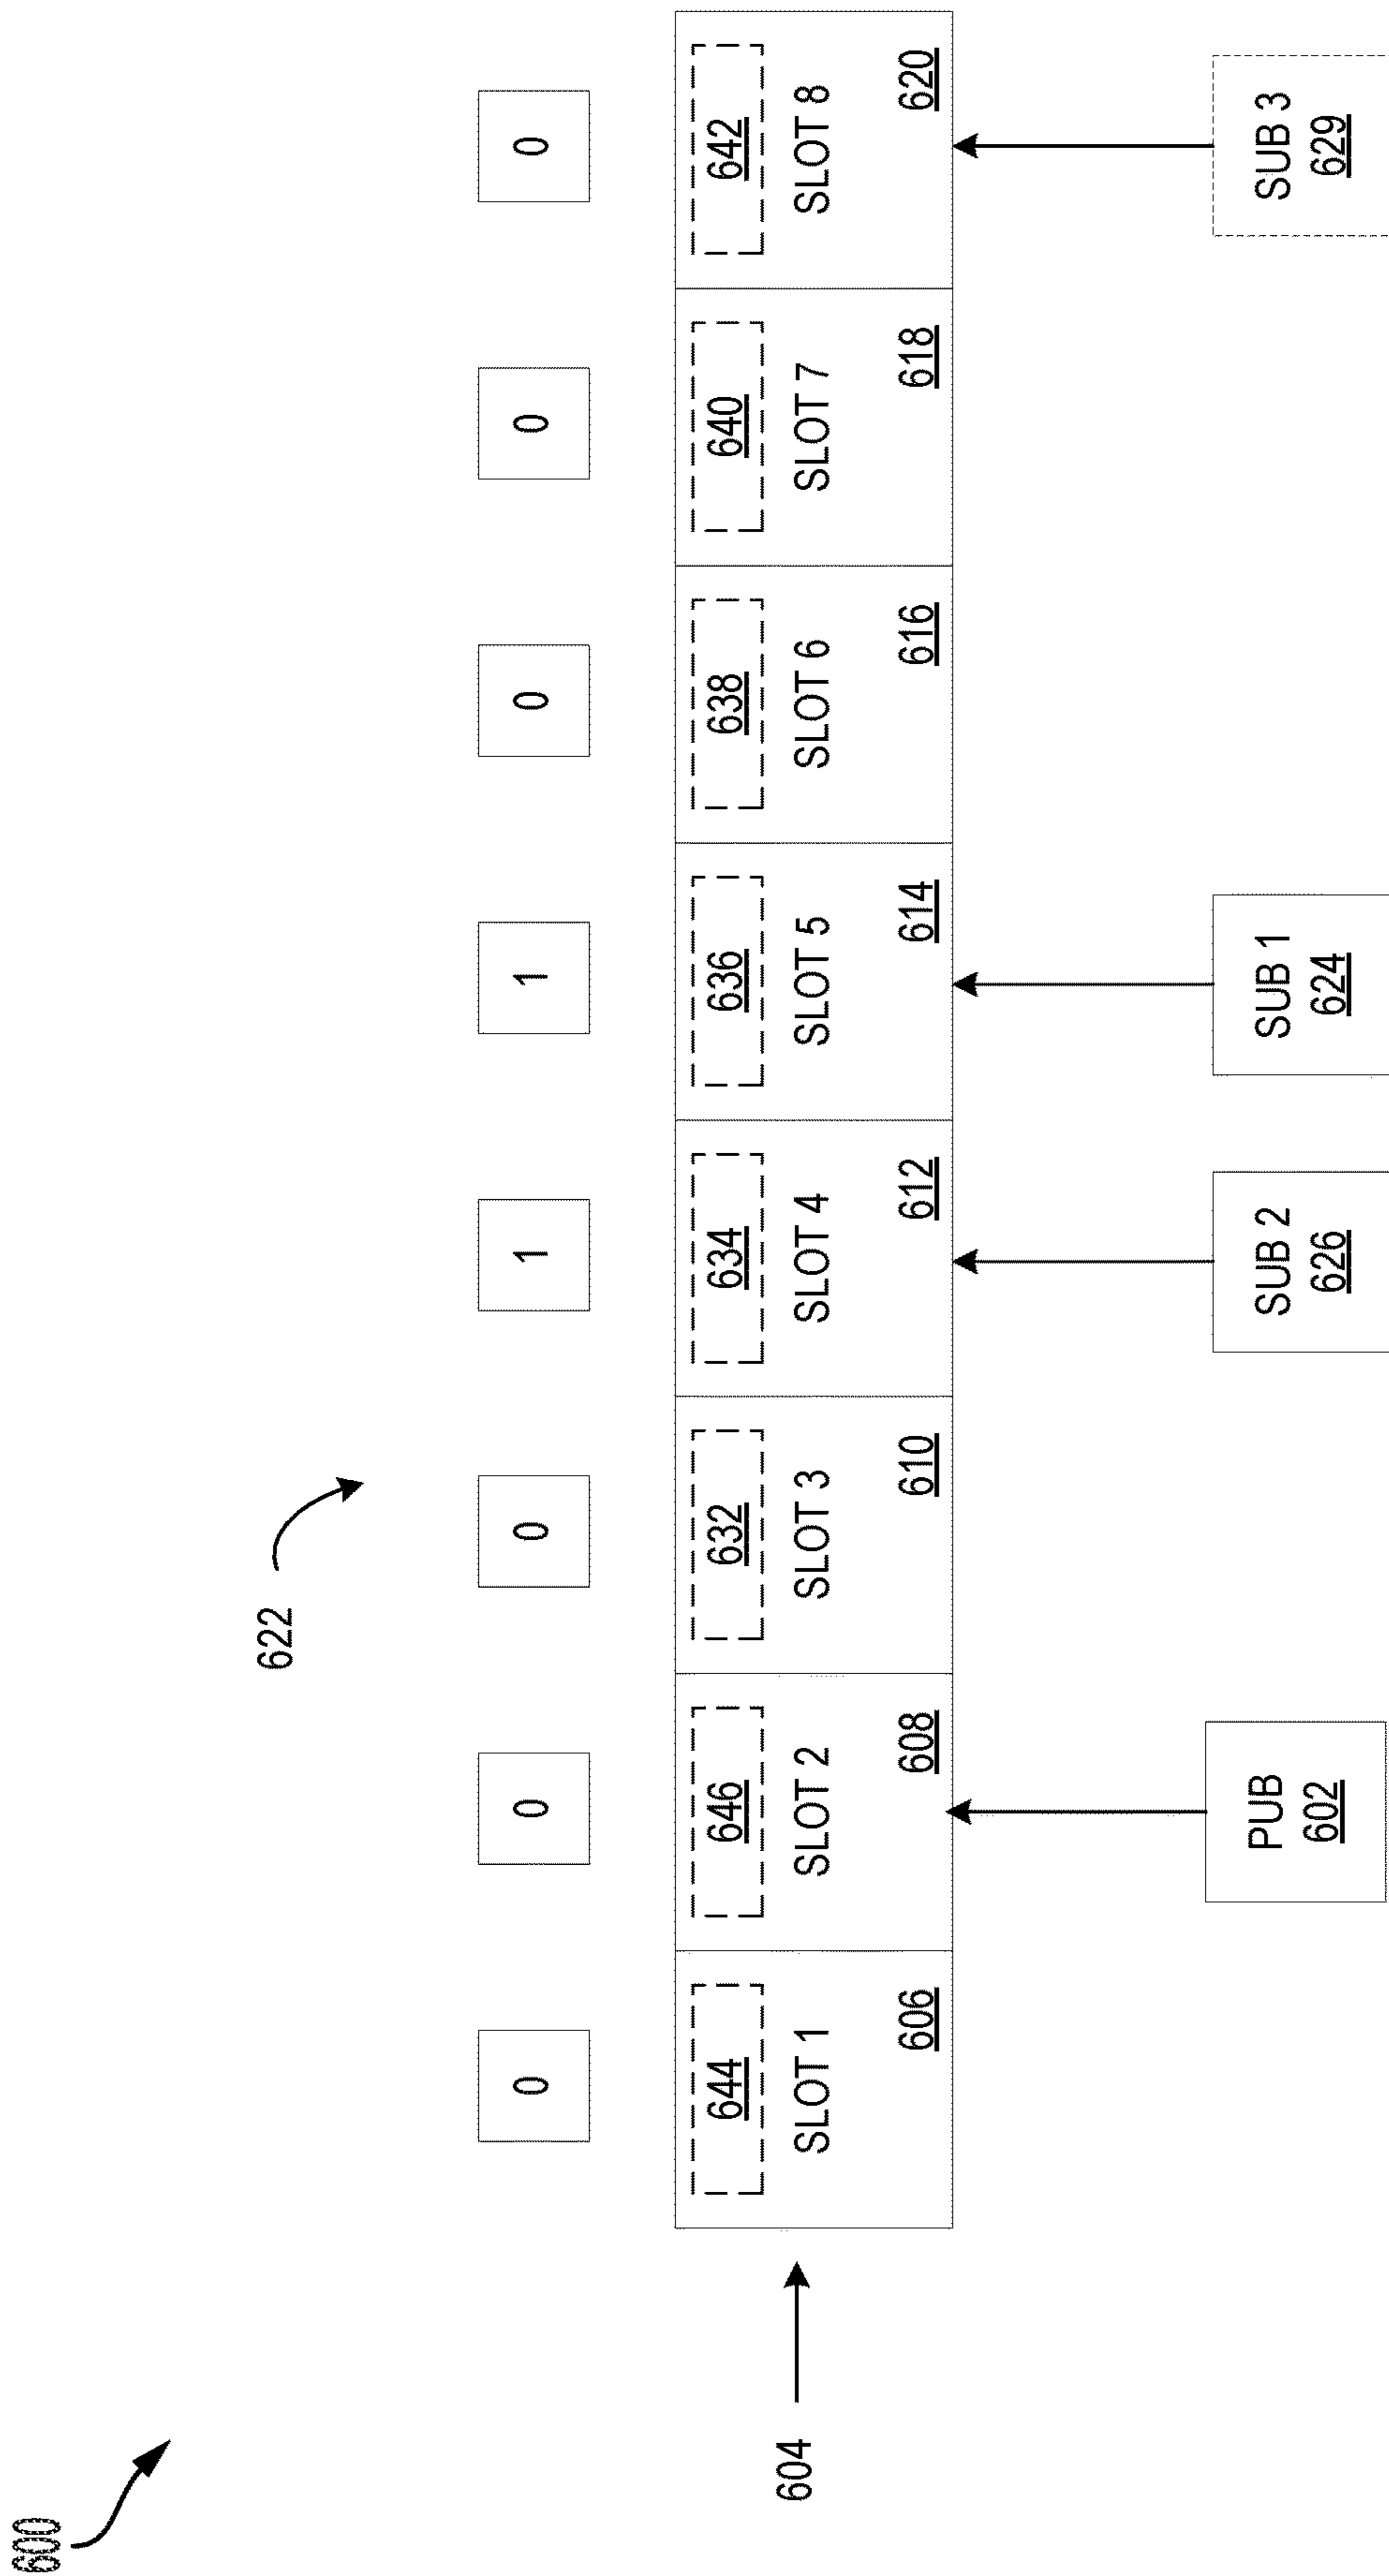 600
622
0
0
0
1
1
0
0
0
604
644
646
632
634
636
638
640
642
SLOT 1
SLOT 2
SLOT 3
SLOT 4
SLOT 5
SLOT 6
SLOT 7
SLOT 8
606
608
610
612
614
616
618
620
PUB
602
SUB 2
626
SUB 1
624
SUB 3
629